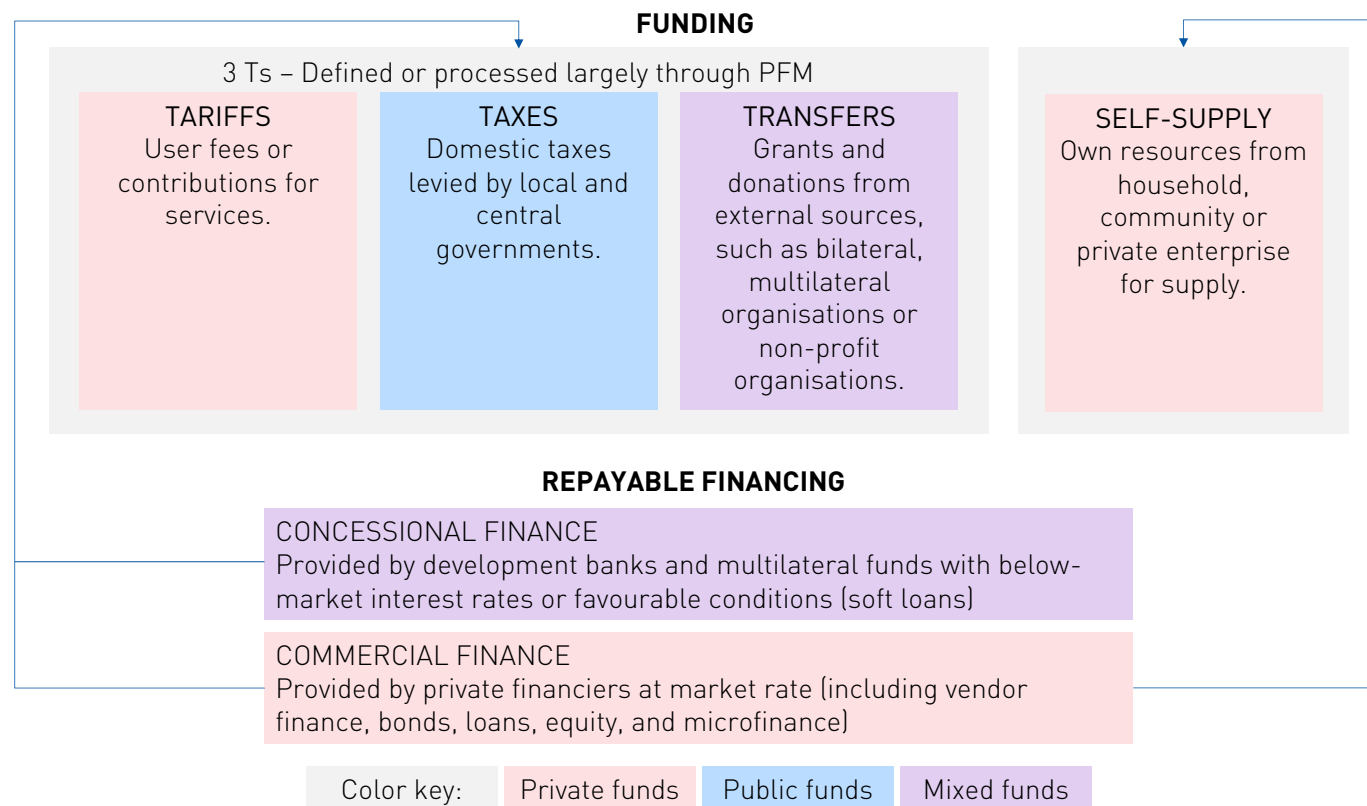 FUNDING
3 Ts – Defined or processed largely through PFM
TARIFFS
User fees or
contributions for
services.
TAXES
Domestic taxes
levied by local and
central
governments.
TRANSFERS
Grants and
donations from
external sources,
such as bilateral,
multilateral
organisations or
non-profit
organisations.
SELF-SUPPLY
Own resources from
household,
community or
private enterprise
for supply.
REPAYABLE FINANCING
CONCESSIONAL FINANCE
Provided by development banks and multilateral funds with below-
market interest rates or favourable conditions (soft loans)
COMMERCIAL FINANCE
Provided by private financiers at market rate (including vendor
finance, bonds, loans, equity, and microfinance)
Color key:
Private funds
Public funds
Mixed funds